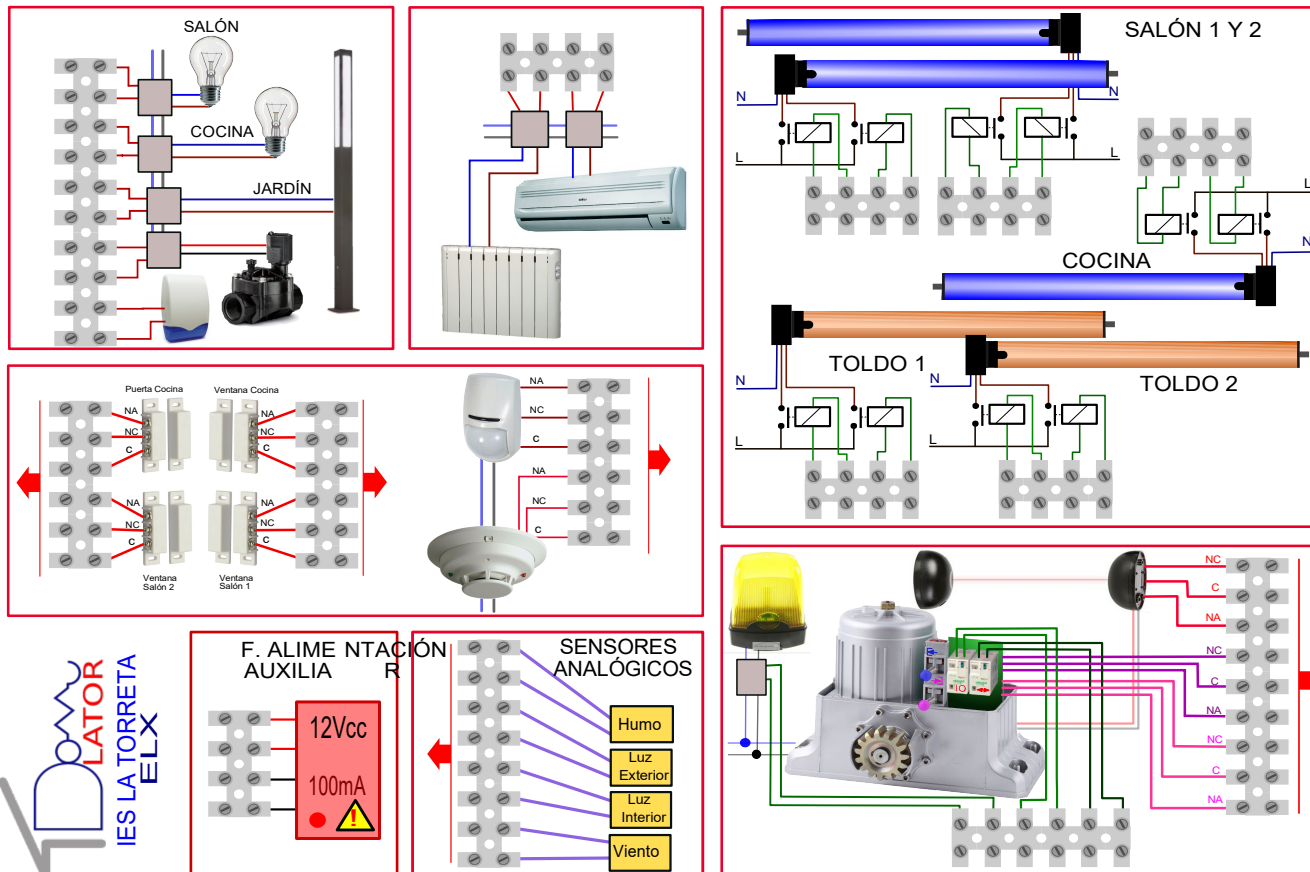 SALÓN
COCINA
JARDÍN
SALÓN 1 Y 2
N
N
L
L
L
N
COCINA
TOLDO 1
TOLDO 2
N
N
L
L
Puerta Cocina
Ventana Cocina
NA
NC
C
NA
NC
C
NA
NC
C
NA
NC
C
Ventana
Salón 2
Ventana
Salón 1
NA
NC
C
NA
NC
C
LATOR
IES LA TORRETA
ELX
F. ALIME NTACIÓN
AUXILIA R
12Vcc
100mA
!
SENSORES
ANALÓGICOS
Humo
Luz
Exterior
Luz
Interior
Viento
NC
C
NA
NC
C
NA
NC
C
NA
IO